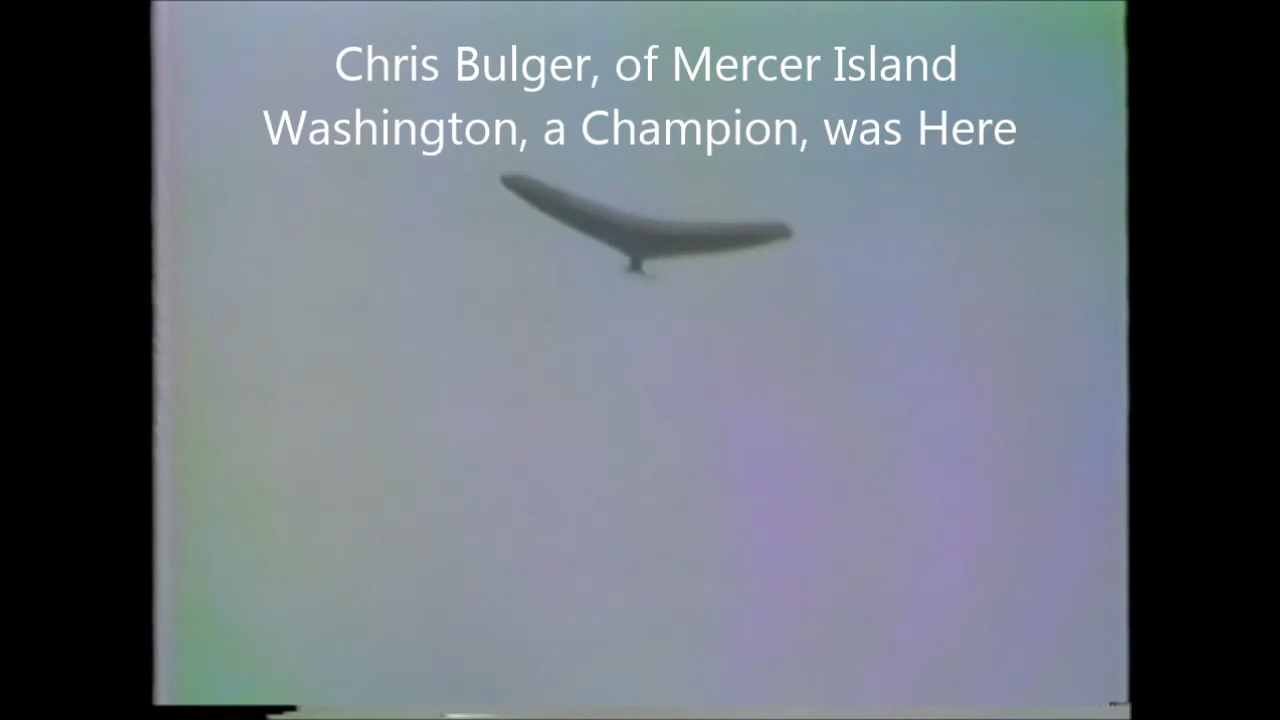 Chris Bulger, of Mercer Island
Washington, a Champion, was Here